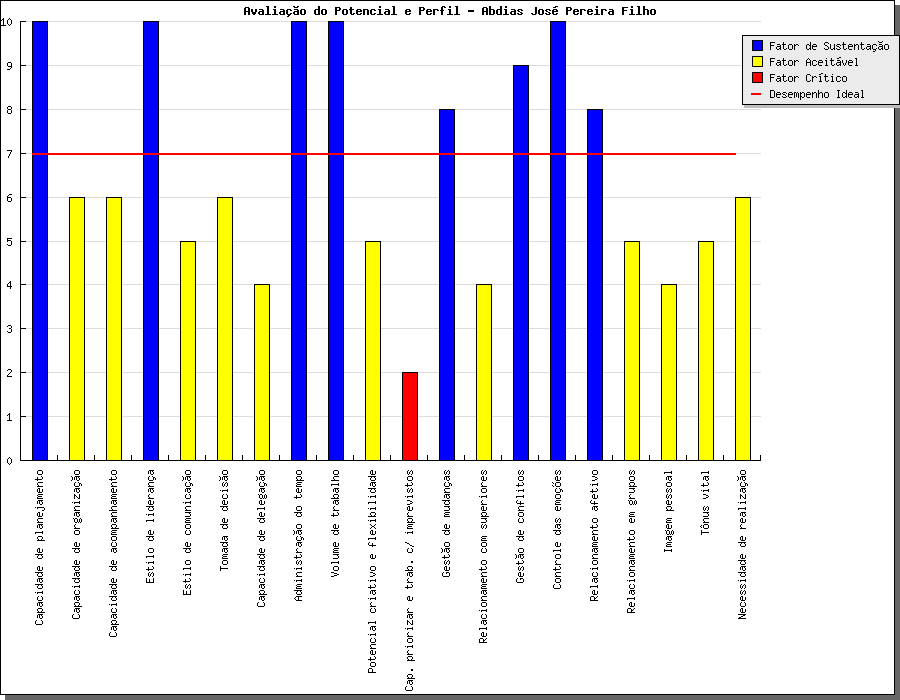 Avaliação do Potencial e Perfil - Abdias José Pereira Filho
Fator de Sustentação
Fator Aceitável
Fator Crítico
Desempenho Ideal
10
9
8
7
6
5
4
3
2
1
0
Capacidade de planejamento
Capacidade de organização
Capacidade de acompanhamento
Estilo de liderança
Estilo de comunicação
Tomada de decisão
Capacidade de delegação
Administração do tempo
Volume de trabalho
Potencial criativo e flexibilidade
Cap. priorizar e trab. c/ imprevistos
Gestão de mudanças
Relacionamento com superiores
Gestão de conflitos
Controle das emoções
Relacionamento afetivo
Relacionamento em grupos
Imagem pessoal
Tônus vital
Necessidade de realização